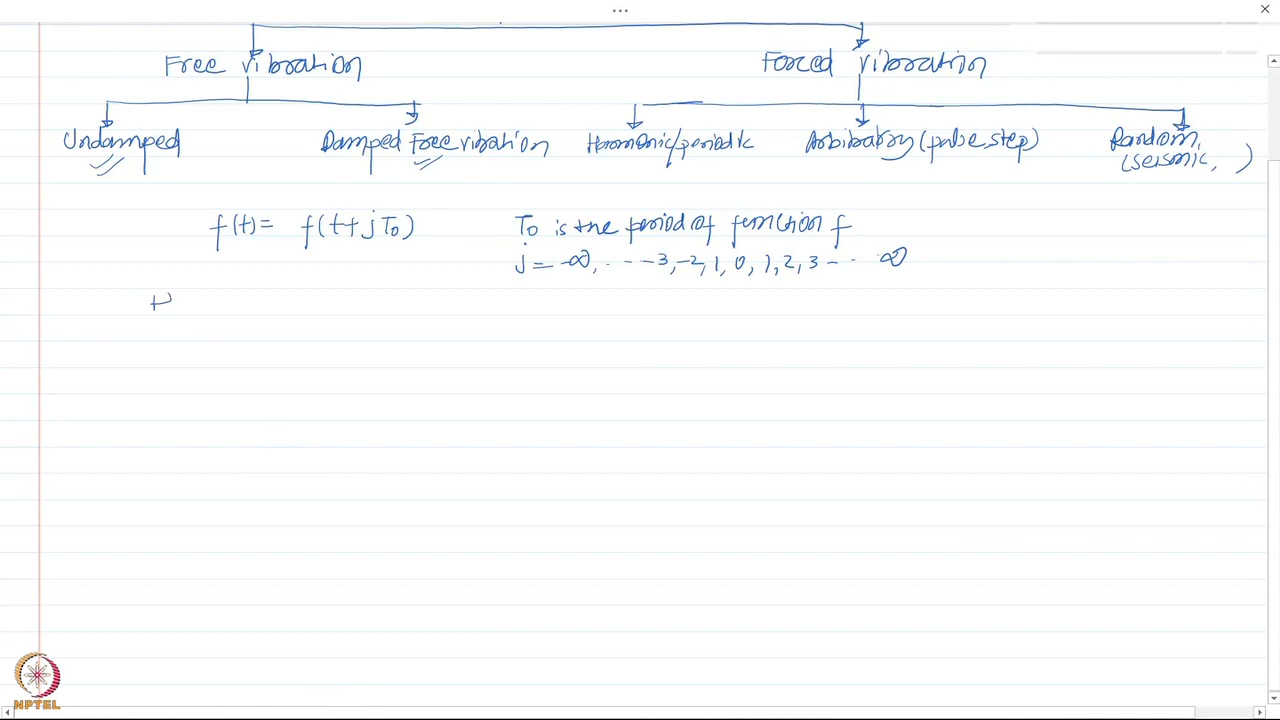 Free vibration Forced vibration
Undamped Damped Free vibration Harmonic/periodic Arbitratry (pulse, step) Random
(seismic, )
f(t) = f(t + jT0) T0 is the period of function f
j = -∞, ... -3, -2, 1, 0, 1, 2, 3 - .. ∞
NPTEL